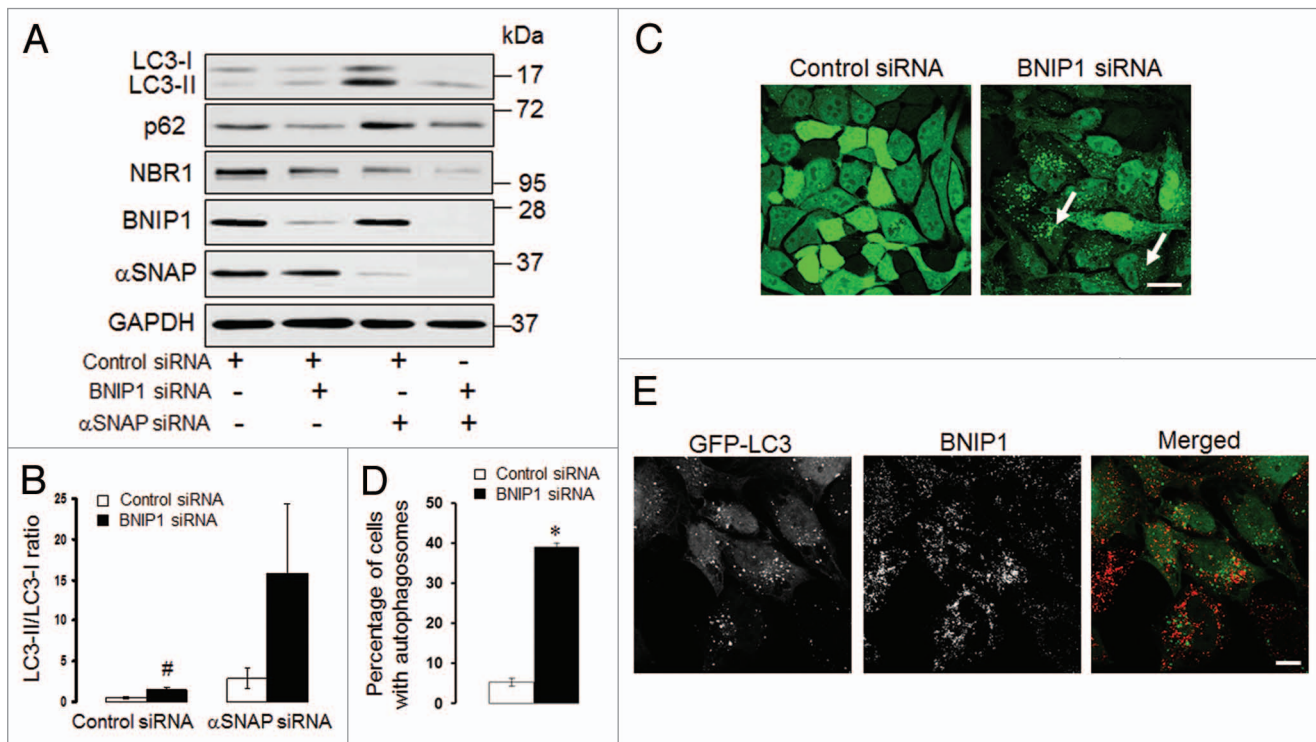 A
kDa
LC3-I
LC3-II
17
p62
72
NBR1
95
BNIP1
28
αSNAP
37
GAPDH
37
Control siRNA + + + -
BNIP1 siRNA - + - +
αSNAP siRNA - - + +
B
Control siRNA
BNIP1 siRNA
LC3-II/LC3-I ratio
25
20
15
10
5
0
#
Control siRNA αSNAP siRNA
D
Control siRNA
BNIP1 siRNA
Percentage of cells
with autophagosomes
50
40
30
20
10
0
*
C
Control siRNA BNIP1 siRNA
E
GFP-LC3 BNIP1 Merged